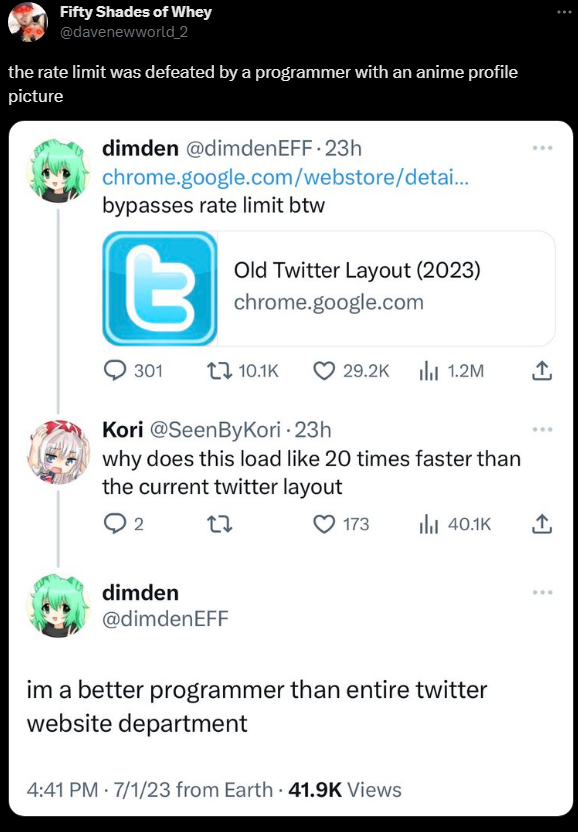 Fifty Shades of Whey
@davenewworld_2
the rate limit was defeated by a programmer with an anime profile
picture
dimden @dimdenEFF · 23h
chrome.google.com/webstore/detai...
bypasses rate limit btw
Old Twitter Layout (2023)
chrome.google.com
301 10.1K 29.2K 1.2M
Kori @SeenByKori · 23h
why does this load like 20 times faster than
the current twitter layout
2 173 40.1K
dimden
@dimdenEFF
im a better programmer than entire twitter
website department
4:41 PM · 7/1/23 from Earth · 41.9K Views